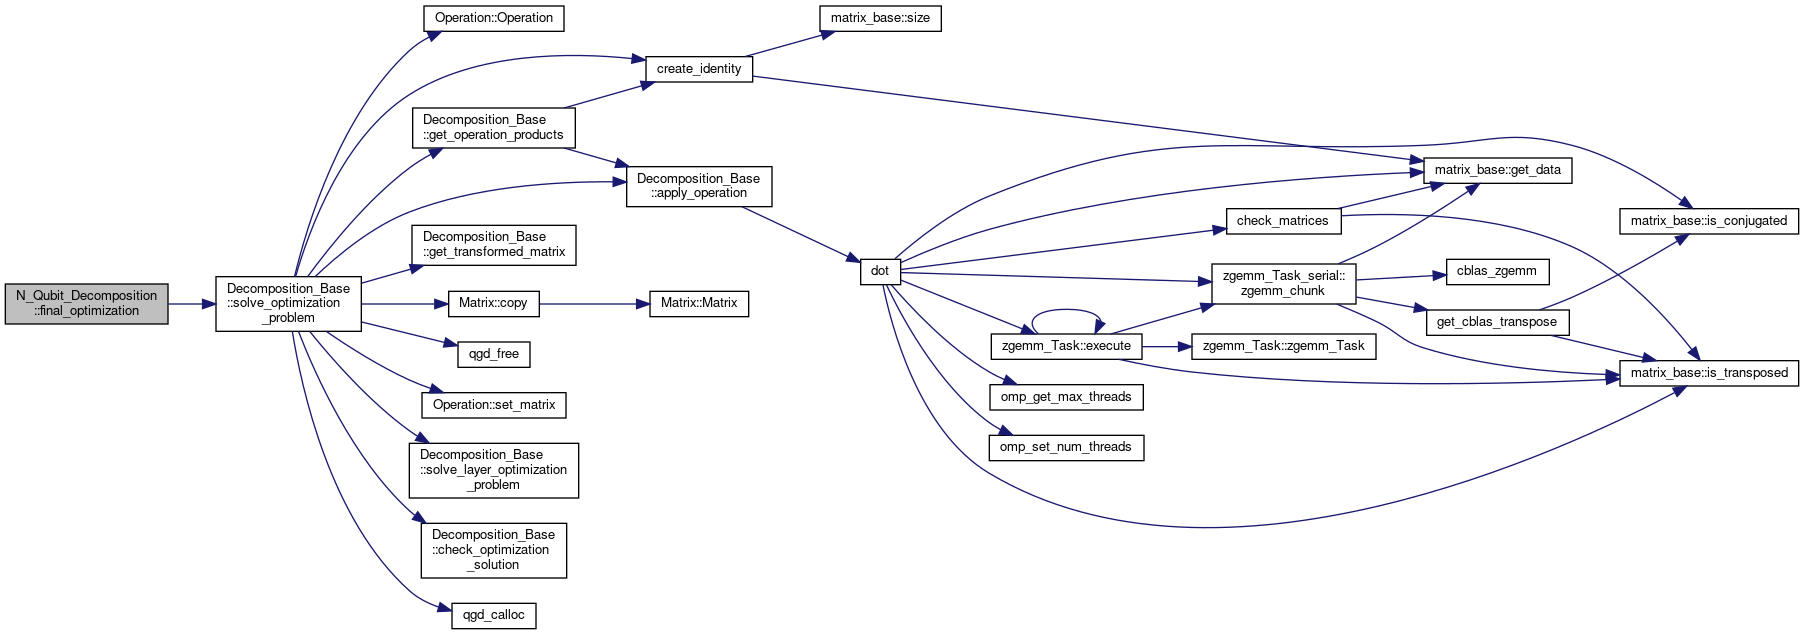 N_Qubit_Decomposition
::final_optimization
Decomposition_Base
::solve_optimization
_problem
Operation::Operation
create_identity
matrix_base::size
Decomposition_Base
::get_operation_products
Decomposition_Base
::apply_operation
Decomposition_Base
::get_transformed_matrix
Matrix::copy
Matrix::Matrix
qgd_free
Operation::set_matrix
Decomposition_Base
::solve_layer_optimization
_problem
Decomposition_Base
::check_optimization
_solution
qgd_calloc
dot
check_matrices
zgemm_Task_serial::
zgemm_chunk
zgemm_Task::execute
zgemm_Task::zgemm_Task
omp_get_max_threads
omp_set_num_threads
matrix_base::get_data
cblas_zgemm
get_cblas_transpose
matrix_base::is_conjugated
matrix_base::is_transposed